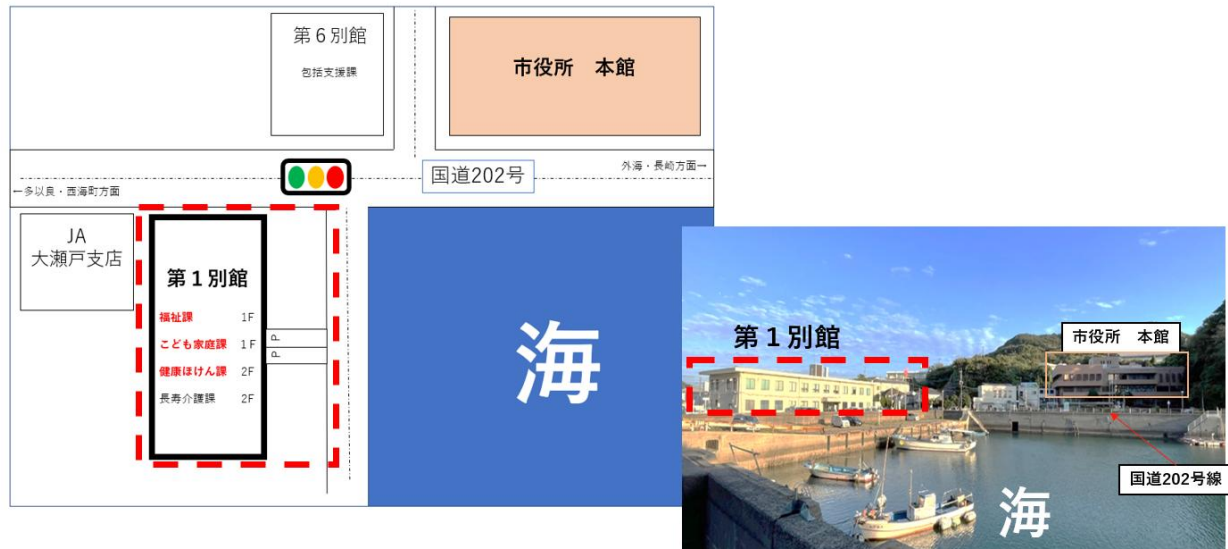 第６別館
包括支援課
市役所　本館
国道202号
外海・長崎方面→
←多以良・西海町方面
JA
大瀬戸支店
第１別館
福祉課 1F
こども家庭課 1F
健康ほけん課 2F
長寿介護課 2F
P
P
海
第１別館
市役所　本館
国道202号線
海